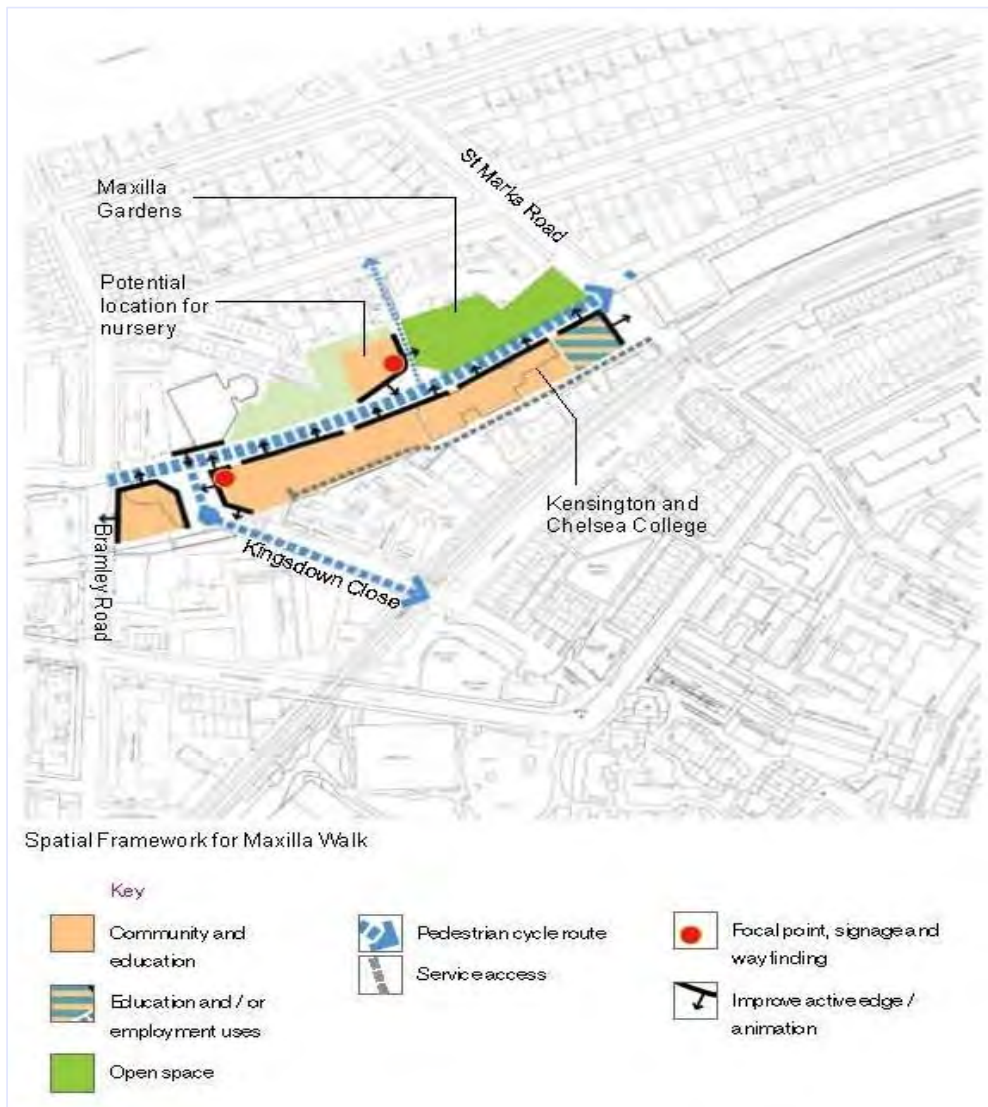 St Marks Road
Maxilla
Gardens
Potential
location for
nursery
Kensington and
Chelsea College
Kingsdown Close
Bramley Road
Spatial Framework for Maxilla Walk
Key
Community and
education
Education and / or
employment uses
Open space
Pedestrian cycle route
Service access
Focal point, signage and
way finding
Improve active edge /
animation